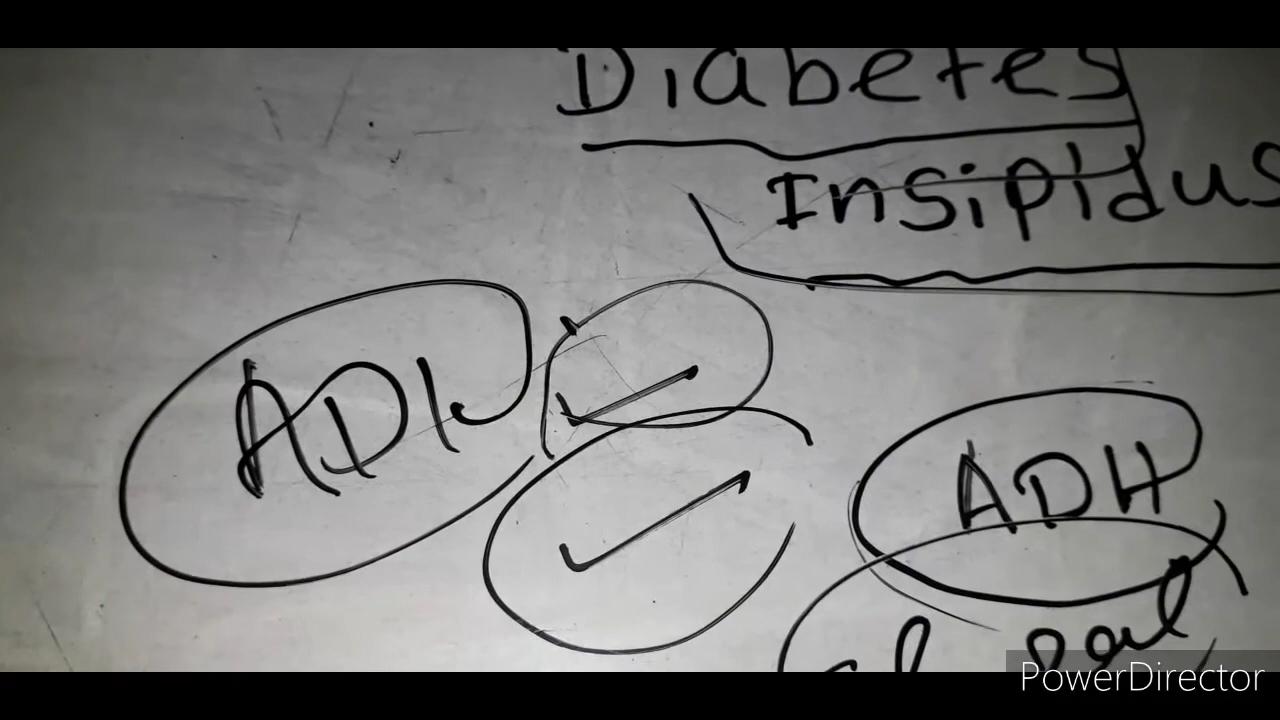 Diabetes
Insipidus
ADH
ADH
PowerDirector